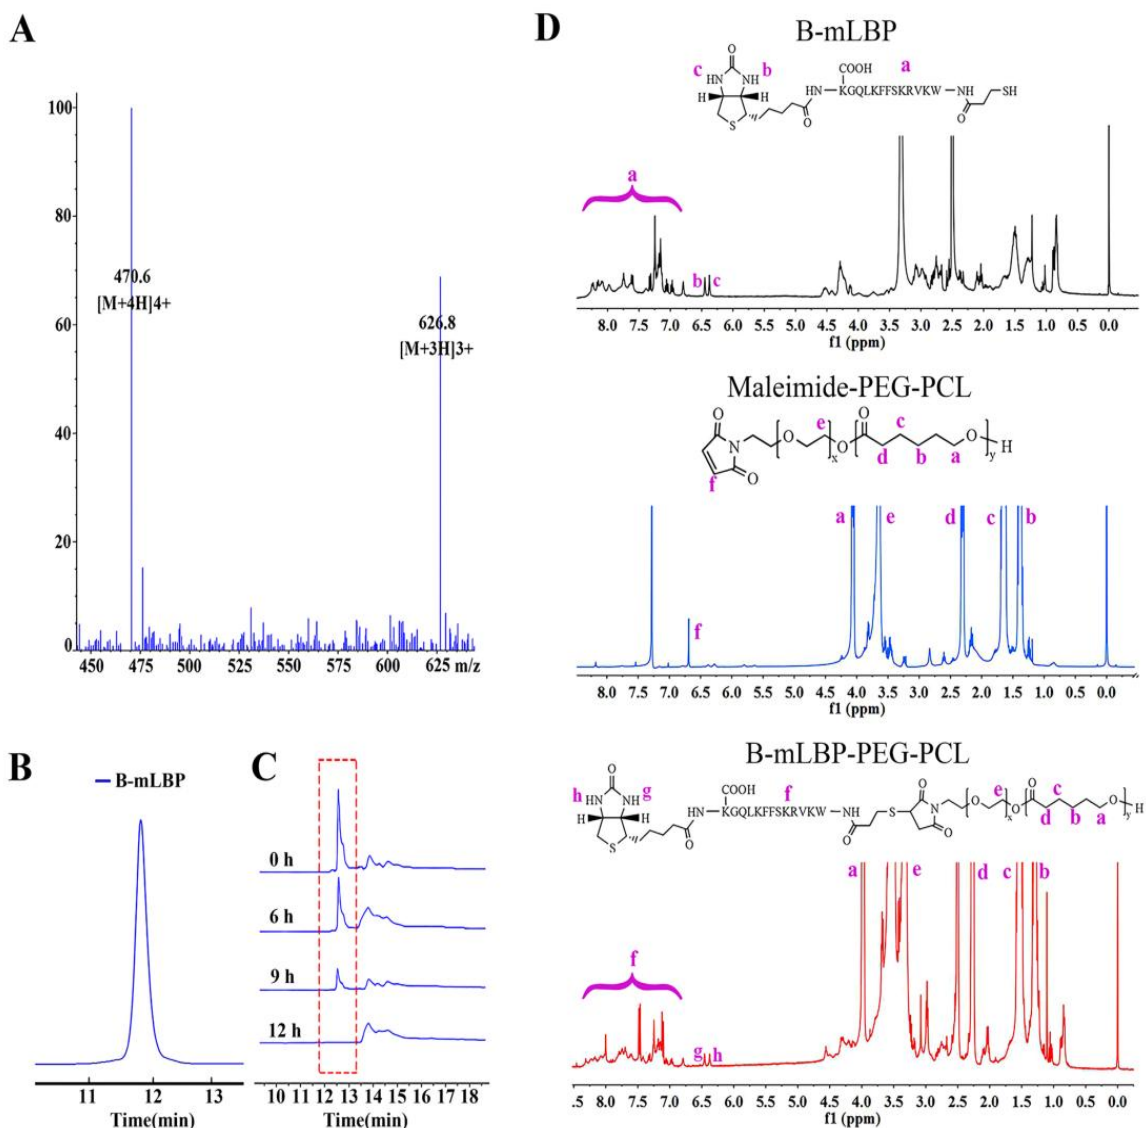 A
100
80
60
40
20
0
470.6
[M+4H]4+
626.8
[M+3H]3+
450 475 500 525 550 575 600 625 m/z
B
B-mLBP
11 12 13
Time(min)
C
0 h
6 h
9 h
12 h
10 11 12 13 14 15 16 17 18
Time(min)
D
B-mLBP
O
c HN NH b
H H
S
O
HN
COOH
KGQLKFFSKRVKW
a
NH
O
SH
a
b c
8.0 7.5 7.0 6.5 6.0 5.5 5.0 4.5 4.0 3.5 3.0 2.5 2.0 1.5 1.0 0.5 0.0
f1 (ppm)
Maleimide-PEG-PCL
O
N
O
f
O
e
x
O
O
c
d b a
O
y
H
a e d c b
f
8.0 7.5 7.0 6.5 6.0 5.5 5.0 4.5 4.0 3.5 3.0 2.5 2.0 1.5 1.0 0.5 0.0
f1 (ppm)
B-mLBP-PEG-PCL
O
h HN NH g
H H
S
O
HN
COOH
KGQLKFFSKRVKW
f
NH
O
S
O
N
O
O
e
x
O
O
c
d b a
O
y
H
a e d c b
f
g h
.5 8.0 7.5 7.0 6.5 6.0 5.5 5.0 4.5 4.0 3.5 3.0 2.5 2.0 1.5 1.0 0.5 0.0
f1 (ppm)